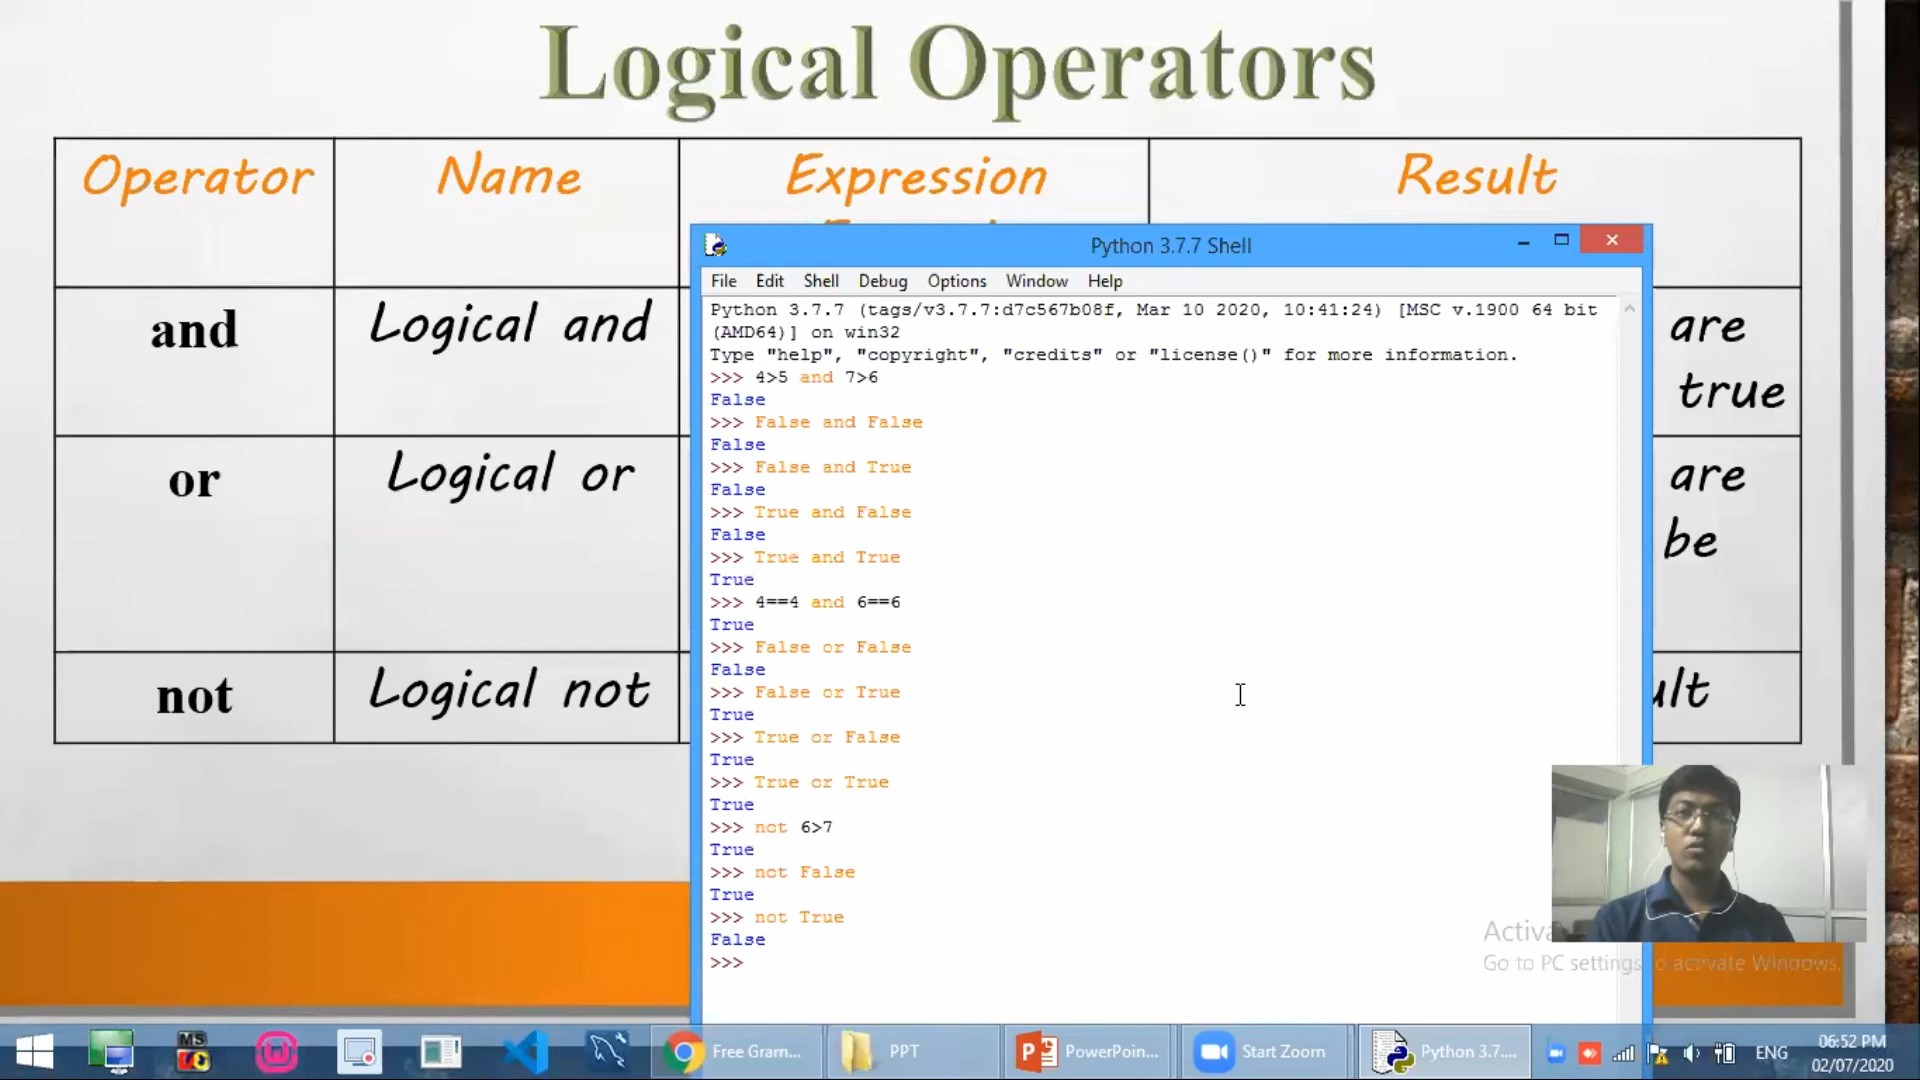 Logical Operators
Operator Name Expression Result
and Logical and are
true
or Logical or are
be
not Logical not ult
Python 3.7.7 Shell
File Edit Shell Debug Options Window Help
Python 3.7.7 (tags/v3.7.7:d7c567b08f, Mar 10 2020, 10:41:24) [MSC v.1900 64 bit
(AMD64)] on win32
Type "help", "copyright", "credits" or "license()" for more information.
>>> 4>5 and 7>6
False
>>> False and False
False
>>> False and True
False
>>> True and False
False
>>> True and True
True
>>> 4==4 and 6==6
True
>>> False or False
False
>>> False or True
True
>>> True or False
True
>>> True or True
True
>>> not 6>7
True
>>> not False
True
>>> not True
False
>>>
Activa
Go to PC settings to activate Windows.
MS
Free Gram... PPT PowerPoin... Start Zoom Python 3.7.... ENG
06:52 PM
02/07/2020